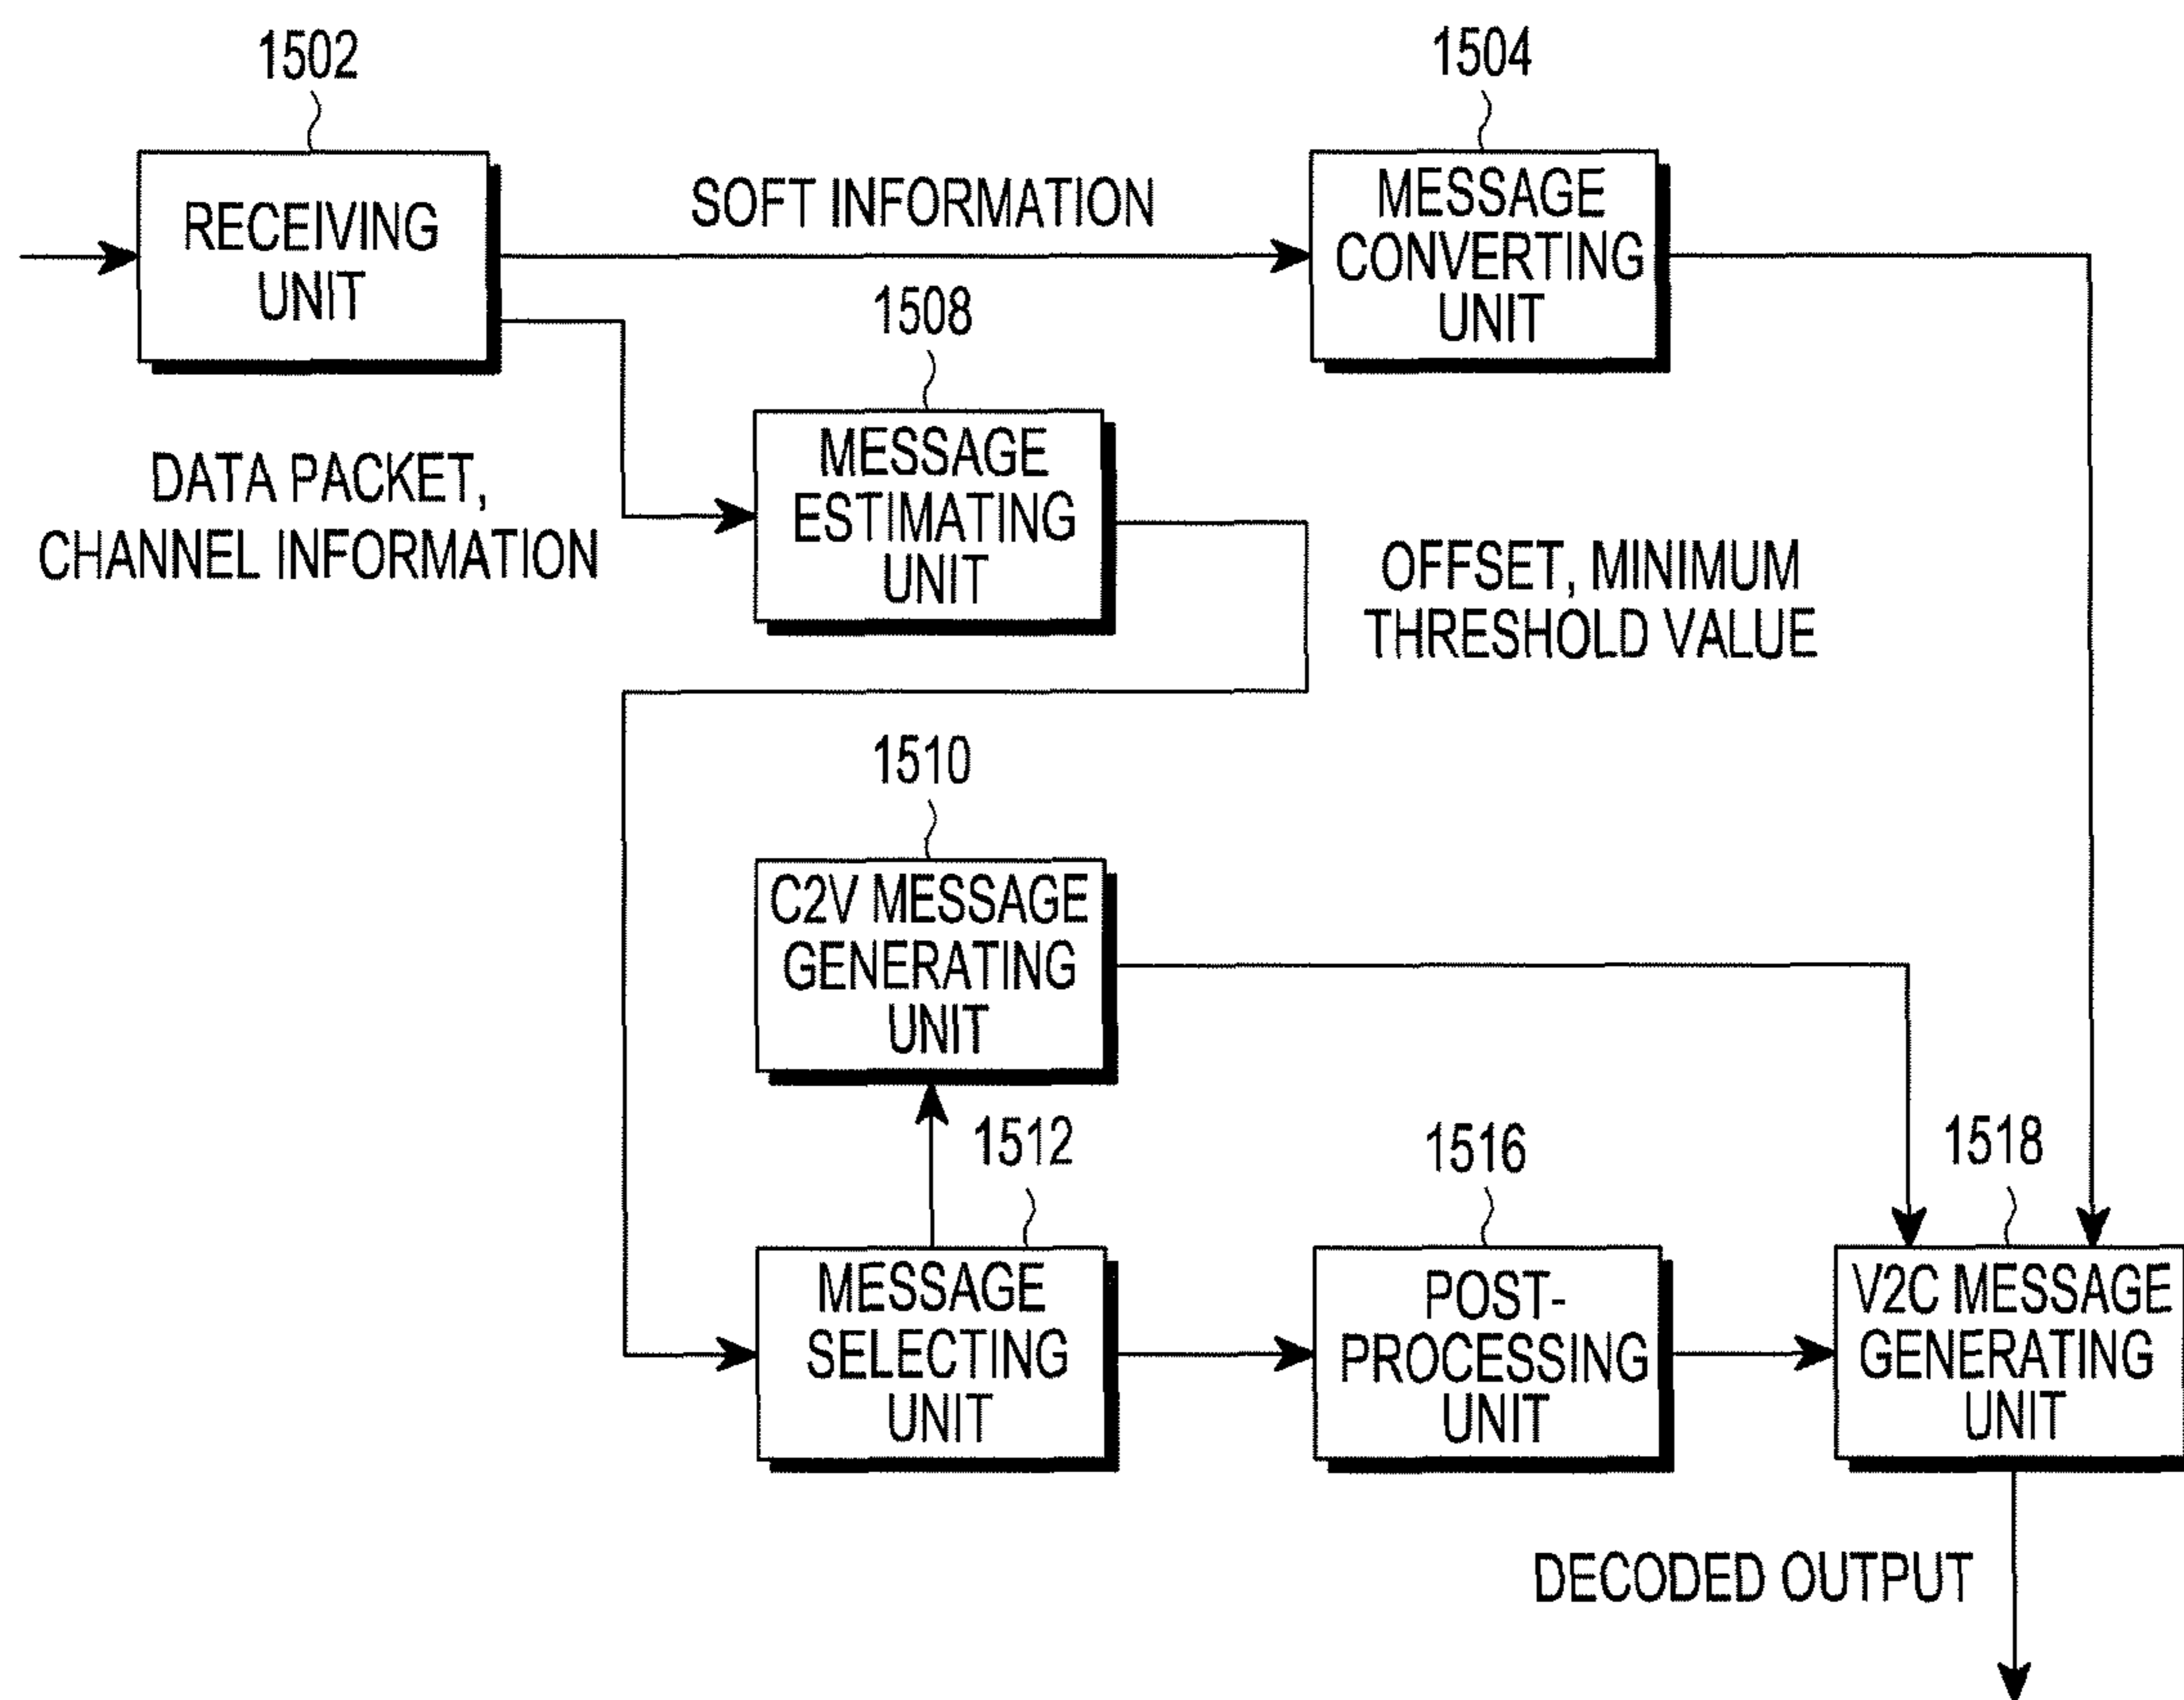 1502
RECEIVING
UNIT
SOFT INFORMATION
1504
MESSAGE
CONVERTING
UNIT
DATA PACKET,
CHANNEL INFORMATION
1508
MESSAGE
ESTIMATING
UNIT
OFFSET, MINIMUM
THRESHOLD VALUE
1510
C2V MESSAGE
GENERATING
UNIT
1512
MESSAGE
SELECTING
UNIT
1516
POST-
PROCESSING
UNIT
1518
V2C MESSAGE
GENERATING
UNIT
DECODED OUTPUT